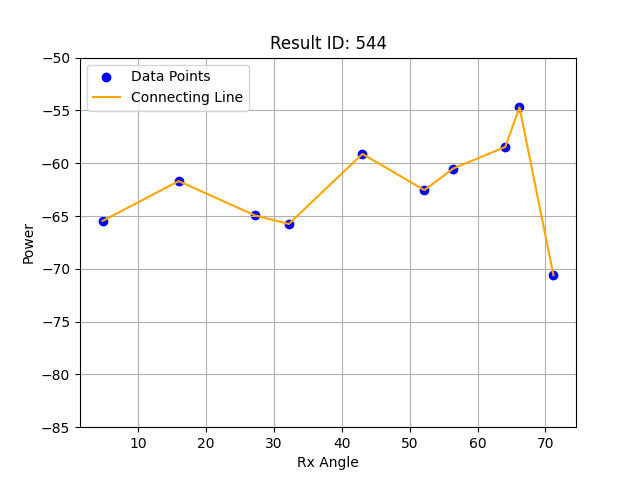 Result ID: 544
Data Points
Connecting Line
−50
−55
−60
−65
−70
−75
−80
−85
Power
10 20 30 40 50 60 70
Rx Angle